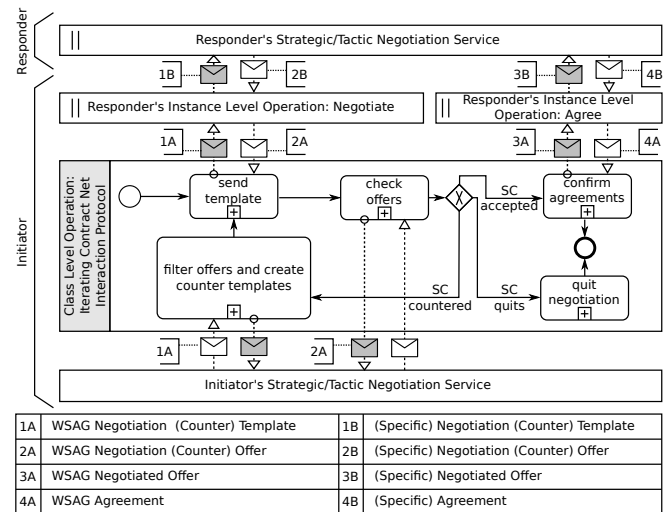 Responder
Responder's Strategic/Tactic Negotiation Service
1B
2B
3B
4B
Responder's Instance Level Operation: Negotiate
Responder's Instance Level
Operation: Agree
1A
2A
3A
4A
Initiator
Class Level Operation:
Iterating Contract Net
Interaction Protocol
send
template
check
offers
X
SC
accepted
confirm
agreements
filter offers and create
counter templates
SC
countered
SC
quits
quit
negotiation
1A
2A
Initiator's Strategic/Tactic Negotiation Service
1A WSAG Negotiation (Counter) Template 1B (Specific) Negotiation (Counter) Template
2A WSAG Negotiation (Counter) Offer 2B (Specific) Negotiation (Counter) Offer
3A WSAG Negotiated Offer 3B (Specific) Negotiated Offer
4A WSAG Agreement 4B (Specific) Agreement